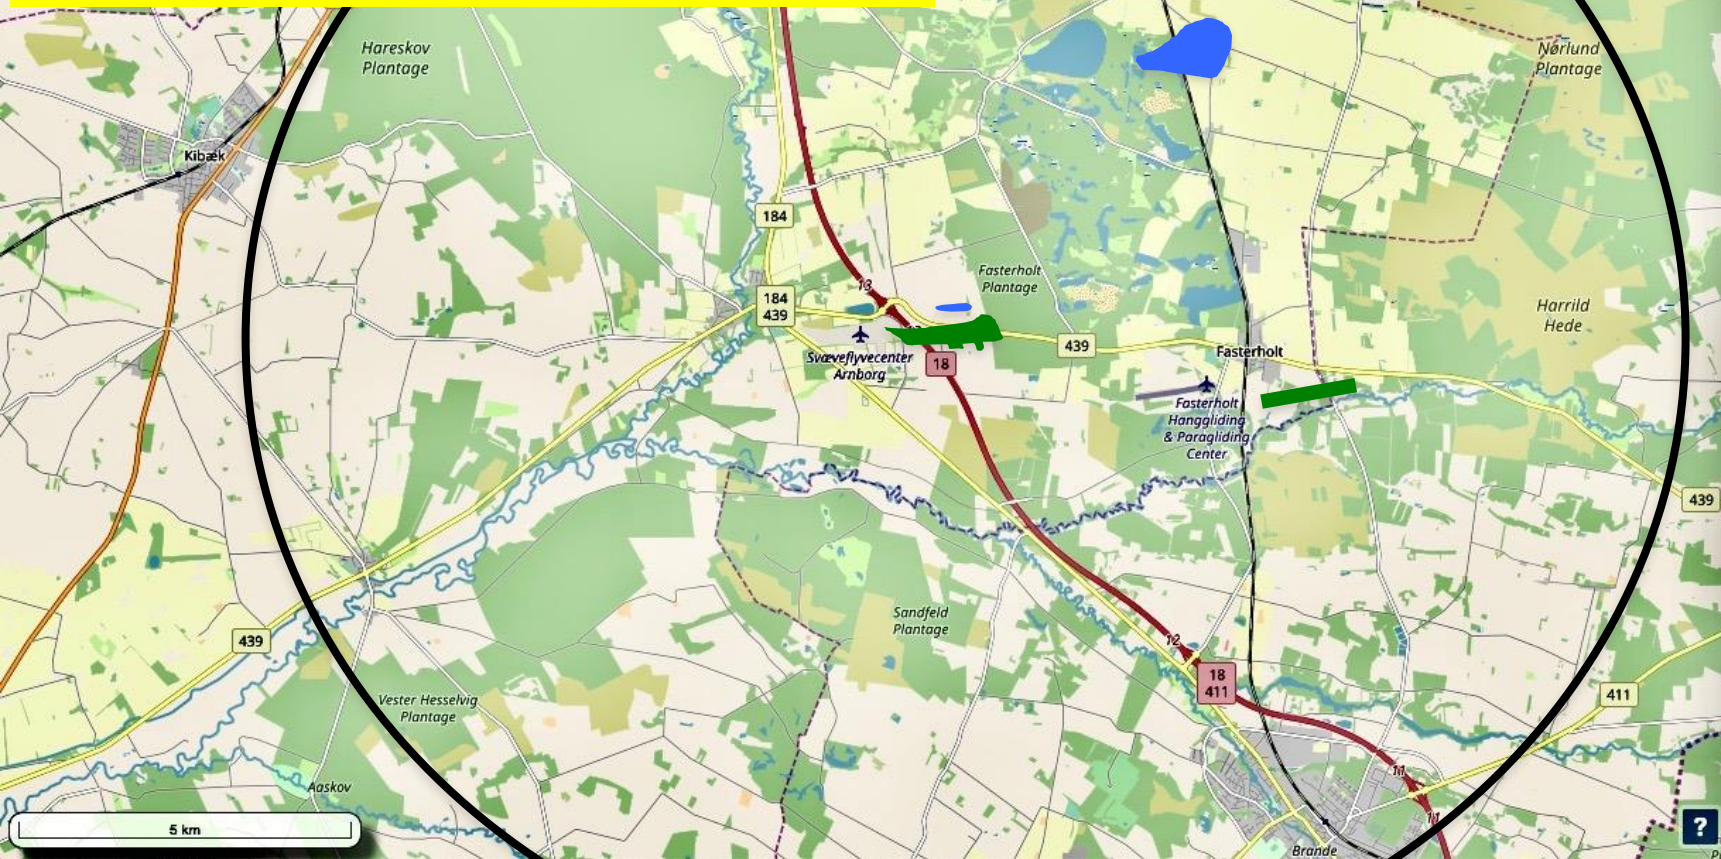 Hareskov
Plantage
Nørlund
Plantage
Kibæk
184
13
Fasterholt
Plantage
184
439
Harrild
Hede
439
Fasterholt
Svæveflyvecenter
Arnborg
18
Fasterholt
Hanggliding
& Paragliding
Center
439
Sandfeld
Plantage
439
12
18
411
411
Vester Hesselvig
Plantage
11
Aaskov
11
5 km
?
Brande